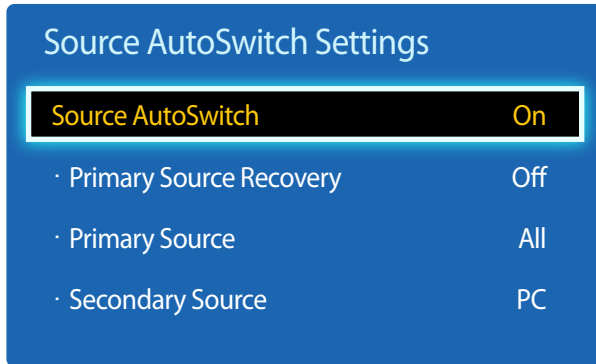 Source AutoSwitch Settings
Source AutoSwitch On
· Primary Source Recovery Off
· Primary Source All
· Secondary Source PC